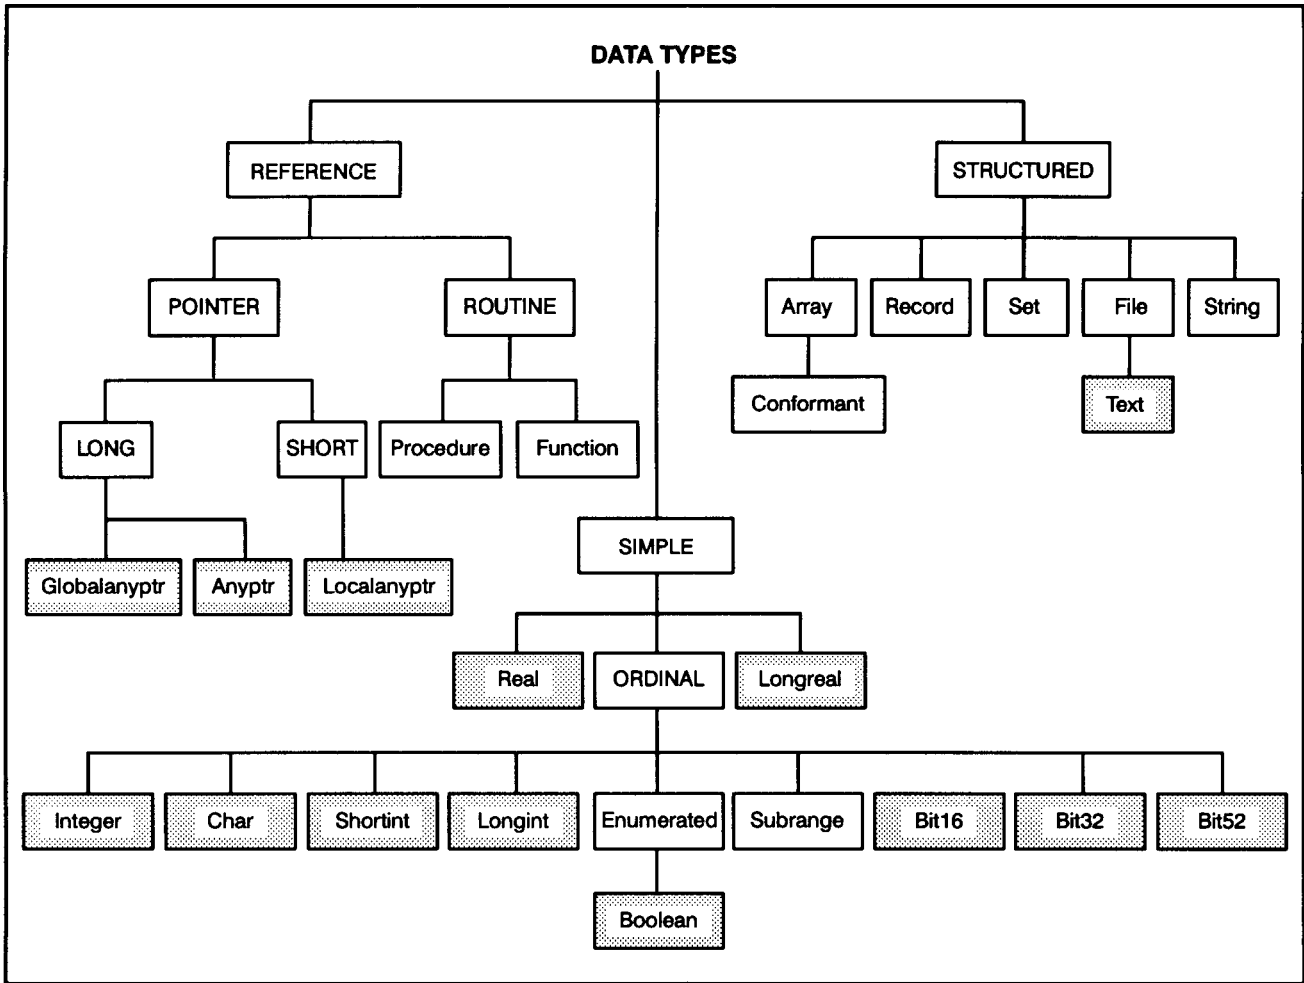 DATA TYPES
REFERENCE
STRUCTURED
POINTER
ROUTINE
Array
Record
Set
File
String
Conformant
Text
LONG
SHORT
Procedure
Function
SIMPLE
Globalanyptr
Anyptr
Localanyptr
Real
ORDINAL
Longreal
Integer
Char
Shortint
Longint
Enumerated
Subrange
Bit16
Bit32
Bit52
Boolean